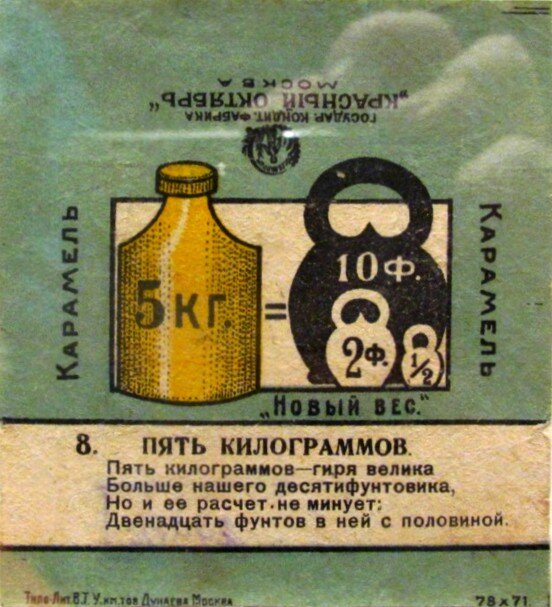 МОСКВА
„КРАСНЫЙ ОКТЯБРЬ“
ГОСУДАР. КОНДИТ. ФАБРИКА
КАРАМЕЛЬ
КАРАМЕЛЬ
5 КГ.
=
10 Ф.
2 Ф.
1/2
„НОВЫЙ ВЕС.“
8. ПЯТЬ КИЛОГРАММОВ.
Пять килограммов—гиря велика
Больше нашего десятифунтовика,
Но и ее расчет не минует:
Двенадцать фунтов в ней с половиной.
Типо-Лит. В.Т.У. им. тов Дунаева Москва
78 x 71.